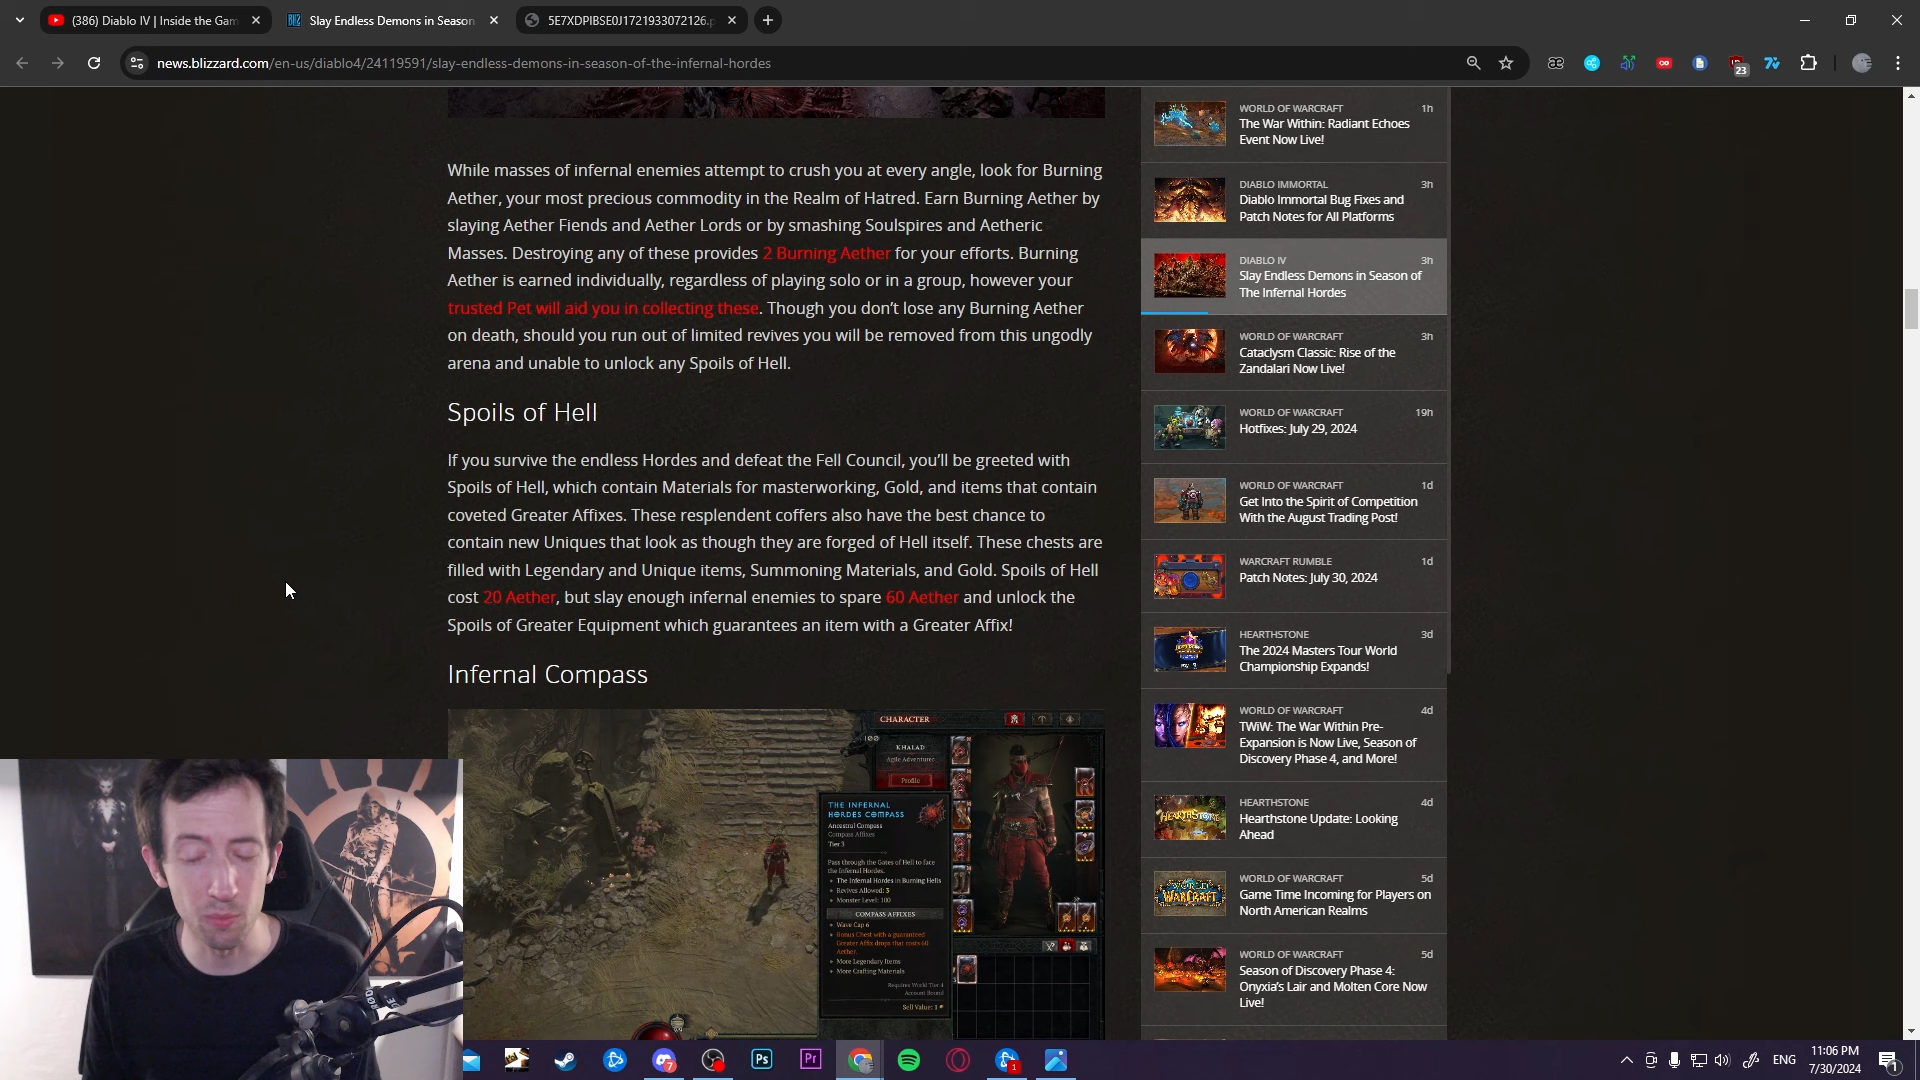 (386) Diablo IV | Inside the Gam
Slay Endless Demons in Season
5E7XDPIBSE0J1721933072126.p
news.blizzard.com/en-us/diablo4/24119591/slay-endless-demons-in-season-of-the-infernal-hordes
23
While masses of infernal enemies attempt to crush you at every angle, look for Burning
Aether, your most precious commodity in the Realm of Hatred. Earn Burning Aether by
slaying Aether Fiends and Aether Lords or by smashing Soulspires and Aetheric
Masses. Destroying any of these provides 2 Burning Aether for your efforts. Burning
Aether is earned individually, regardless of playing solo or in a group, however your
trusted Pet will aid you in collecting these. Though you don’t lose any Burning Aether
on death, should you run out of limited revives you will be removed from this ungodly
arena and unable to unlock any Spoils of Hell.
Spoils of Hell
If you survive the endless Hordes and defeat the Fell Council, you’ll be greeted with
Spoils of Hell, which contain Materials for masterworking, Gold, and items that contain
coveted Greater Affixes. These resplendent coffers also have the best chance to
contain new Uniques that look as though they are forged of Hell itself. These chests are
filled with Legendary and Unique items, Summoning Materials, and Gold. Spoils of Hell
cost 20 Aether, but slay enough infernal enemies to spare 60 Aether and unlock the
Spoils of Greater Equipment which guarantees an item with a Greater Affix!
Infernal Compass
CHARACTER
100
KHALAD
Agile Adventurer
Profile
THE INFERNAL
HORDES COMPASS
Ancestral Compass
Compass Affixes
Tier 3
Pass through the Gates of Hell to face
the Infernal Hordes.
The Infernal Hordes in Burning Hells
Revives Allowed: 3
Monster Level: 100
COMPASS AFFIXES
Wave Cap 6
Bonus Chest with a guaranteed
Greater Affix drops that costs 60
Aether.
More Legendary Items
More Crafting Materials
Requires World Tier 4
Account Bound
Sell Value: 1
WORLD OF WARCRAFT 1h
The War Within: Radiant Echoes
Event Now Live!
DIABLO IMMORTAL 3h
Diablo Immortal Bug Fixes and
Patch Notes for All Platforms
DIABLO IV 3h
Slay Endless Demons in Season of
The Infernal Hordes
WORLD OF WARCRAFT 3h
Cataclysm Classic: Rise of the
Zandalari Now Live!
WORLD OF WARCRAFT 19h
Hotfixes: July 29, 2024
WORLD OF WARCRAFT 1d
Get Into the Spirit of Competition
With the August Trading Post!
WARCRAFT RUMBLE 1d
Patch Notes: July 30, 2024
HEARTHSTONE 3d
The 2024 Masters Tour World
Championship Expands!
WORLD OF WARCRAFT 4d
TWiW: The War Within Pre-
Expansion is Now Live, Season of
Discovery Phase 4, and More!
HEARTHSTONE 4d
Hearthstone Update: Looking
Ahead
WORLD OF WARCRAFT 5d
Game Time Incoming for Players on
North American Realms
WORLD OF WARCRAFT 5d
Season of Discovery Phase 4:
Onyxia’s Lair and Molten Core Now
Live!
7
Ps
Pr
1
ENG
11:06 PM
7/30/2024
1